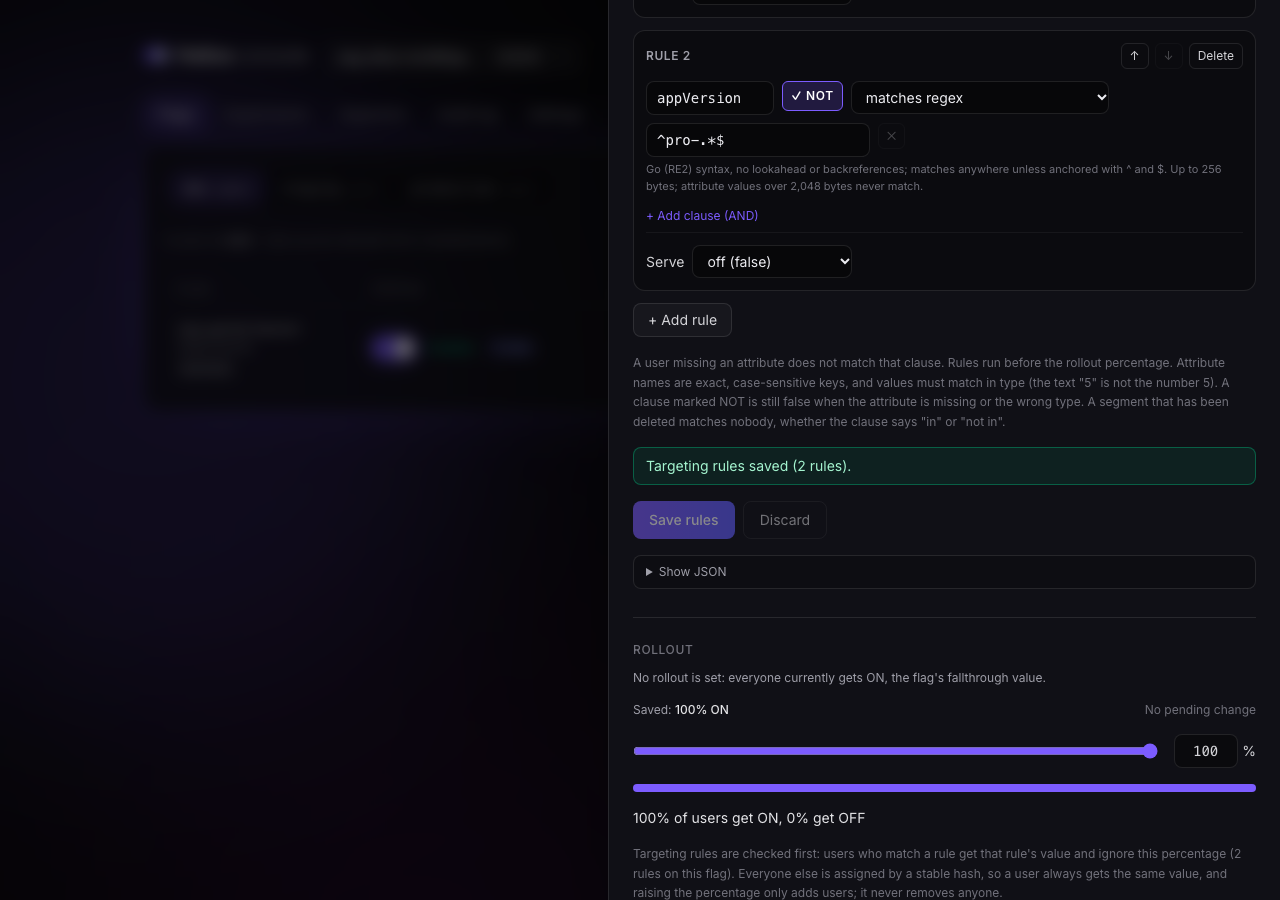 RULE 2
↑ ↓ Delete
appVersion ✓ NOT matches regex
^pro-.*$ ×
Go (RE2) syntax, no lookahead or backreferences; matches anywhere unless anchored with ^ and $. Up to 256
bytes; attribute values over 2,048 bytes never match.
+ Add clause (AND)
Serve off (false)
+ Add rule
A user missing an attribute does not match that clause. Rules run before the rollout percentage. Attribute
names are exact, case-sensitive keys, and values must match in type (the text "5" is not the number 5). A
clause marked NOT is still false when the attribute is missing or the wrong type. A segment that has been
deleted matches nobody, whether the clause says "in" or "not in".
Targeting rules saved (2 rules).
Save rules Discard
▶ Show JSON
ROLLOUT
No rollout is set: everyone currently gets ON, the flag's fallthrough value.
Saved: 100% ON No pending change
100 %
100% of users get ON, 0% get OFF
Targeting rules are checked first: users who match a rule get that rule's value and ignore this percentage (2
rules on this flag). Everyone else is assigned by a stable hash, so a user always gets the same value, and
raising the percentage only adds users; it never removes anyone.